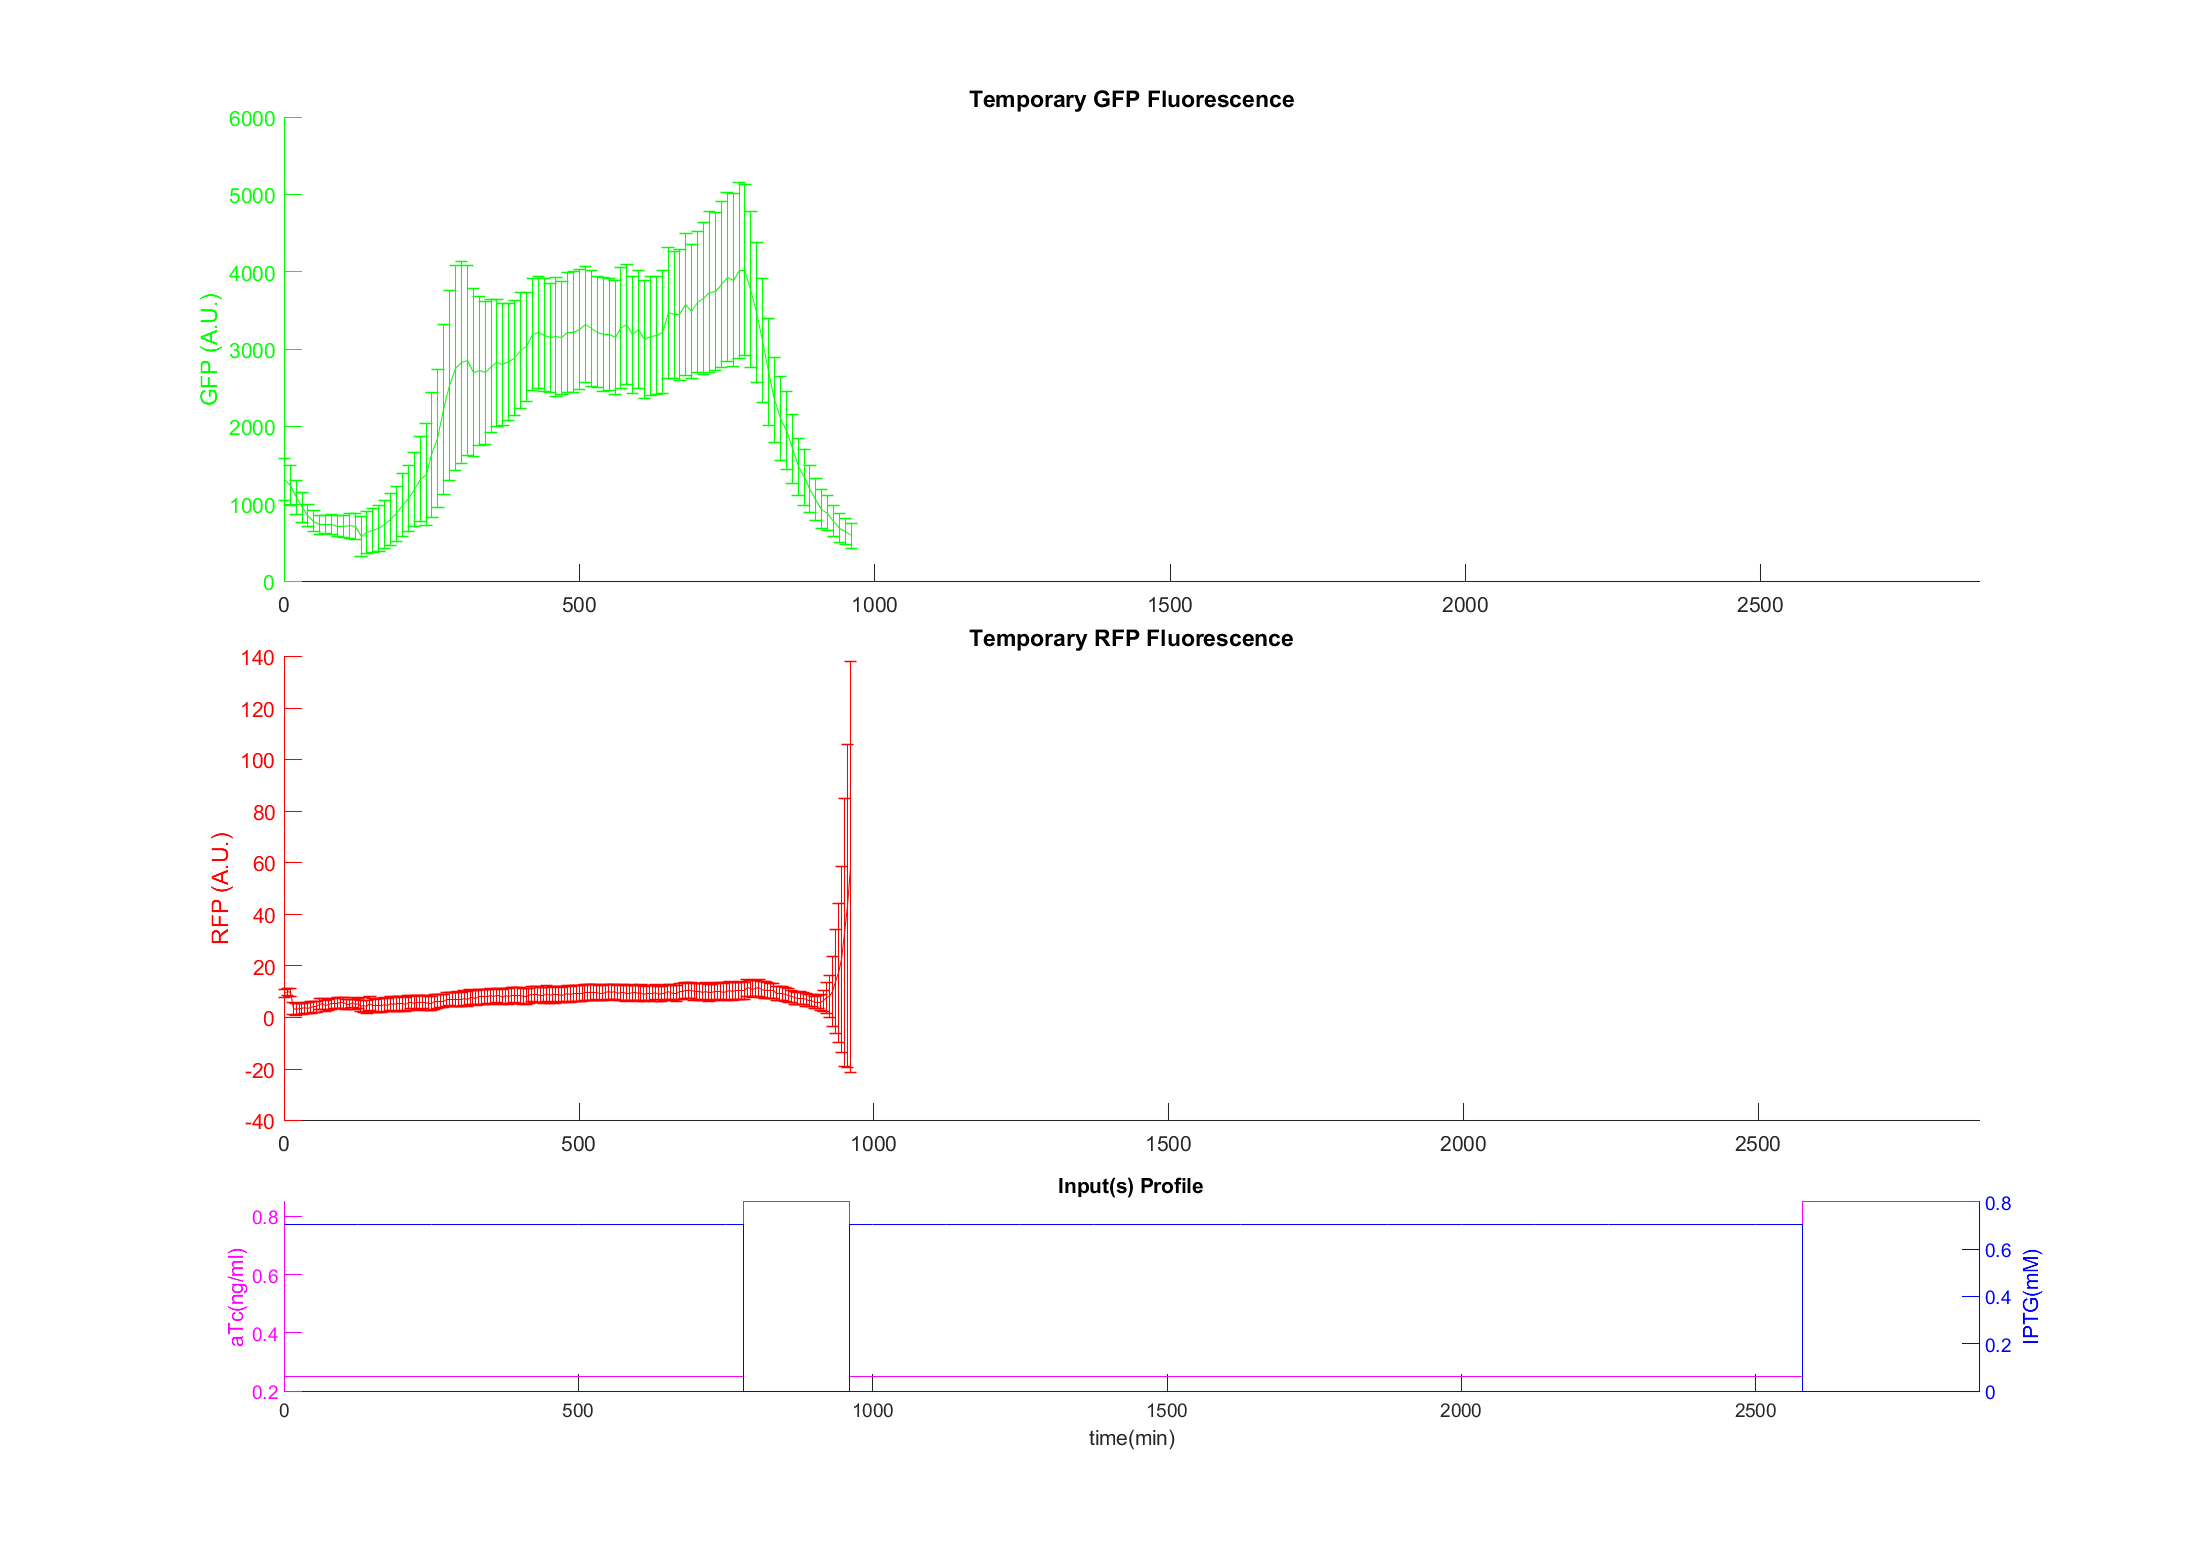 Temporary GFP Fluorescence
6000
5000
4000
3000
2000
1000
0
GFP (A.U.)
0 500 1000 1500 2000 2500
Temporary RFP Fluorescence
140
120
100
80
60
40
20
0
-20
-40
RFP (A.U.)
0 500 1000 1500 2000 2500
Input(s) Profile
0.8
0.6
0.4
0.2
aTc(ng/ml)
0.8
0.6
0.4
0.2
0
IPTG(mM)
0 500 1000 1500 2000 2500
time(min)